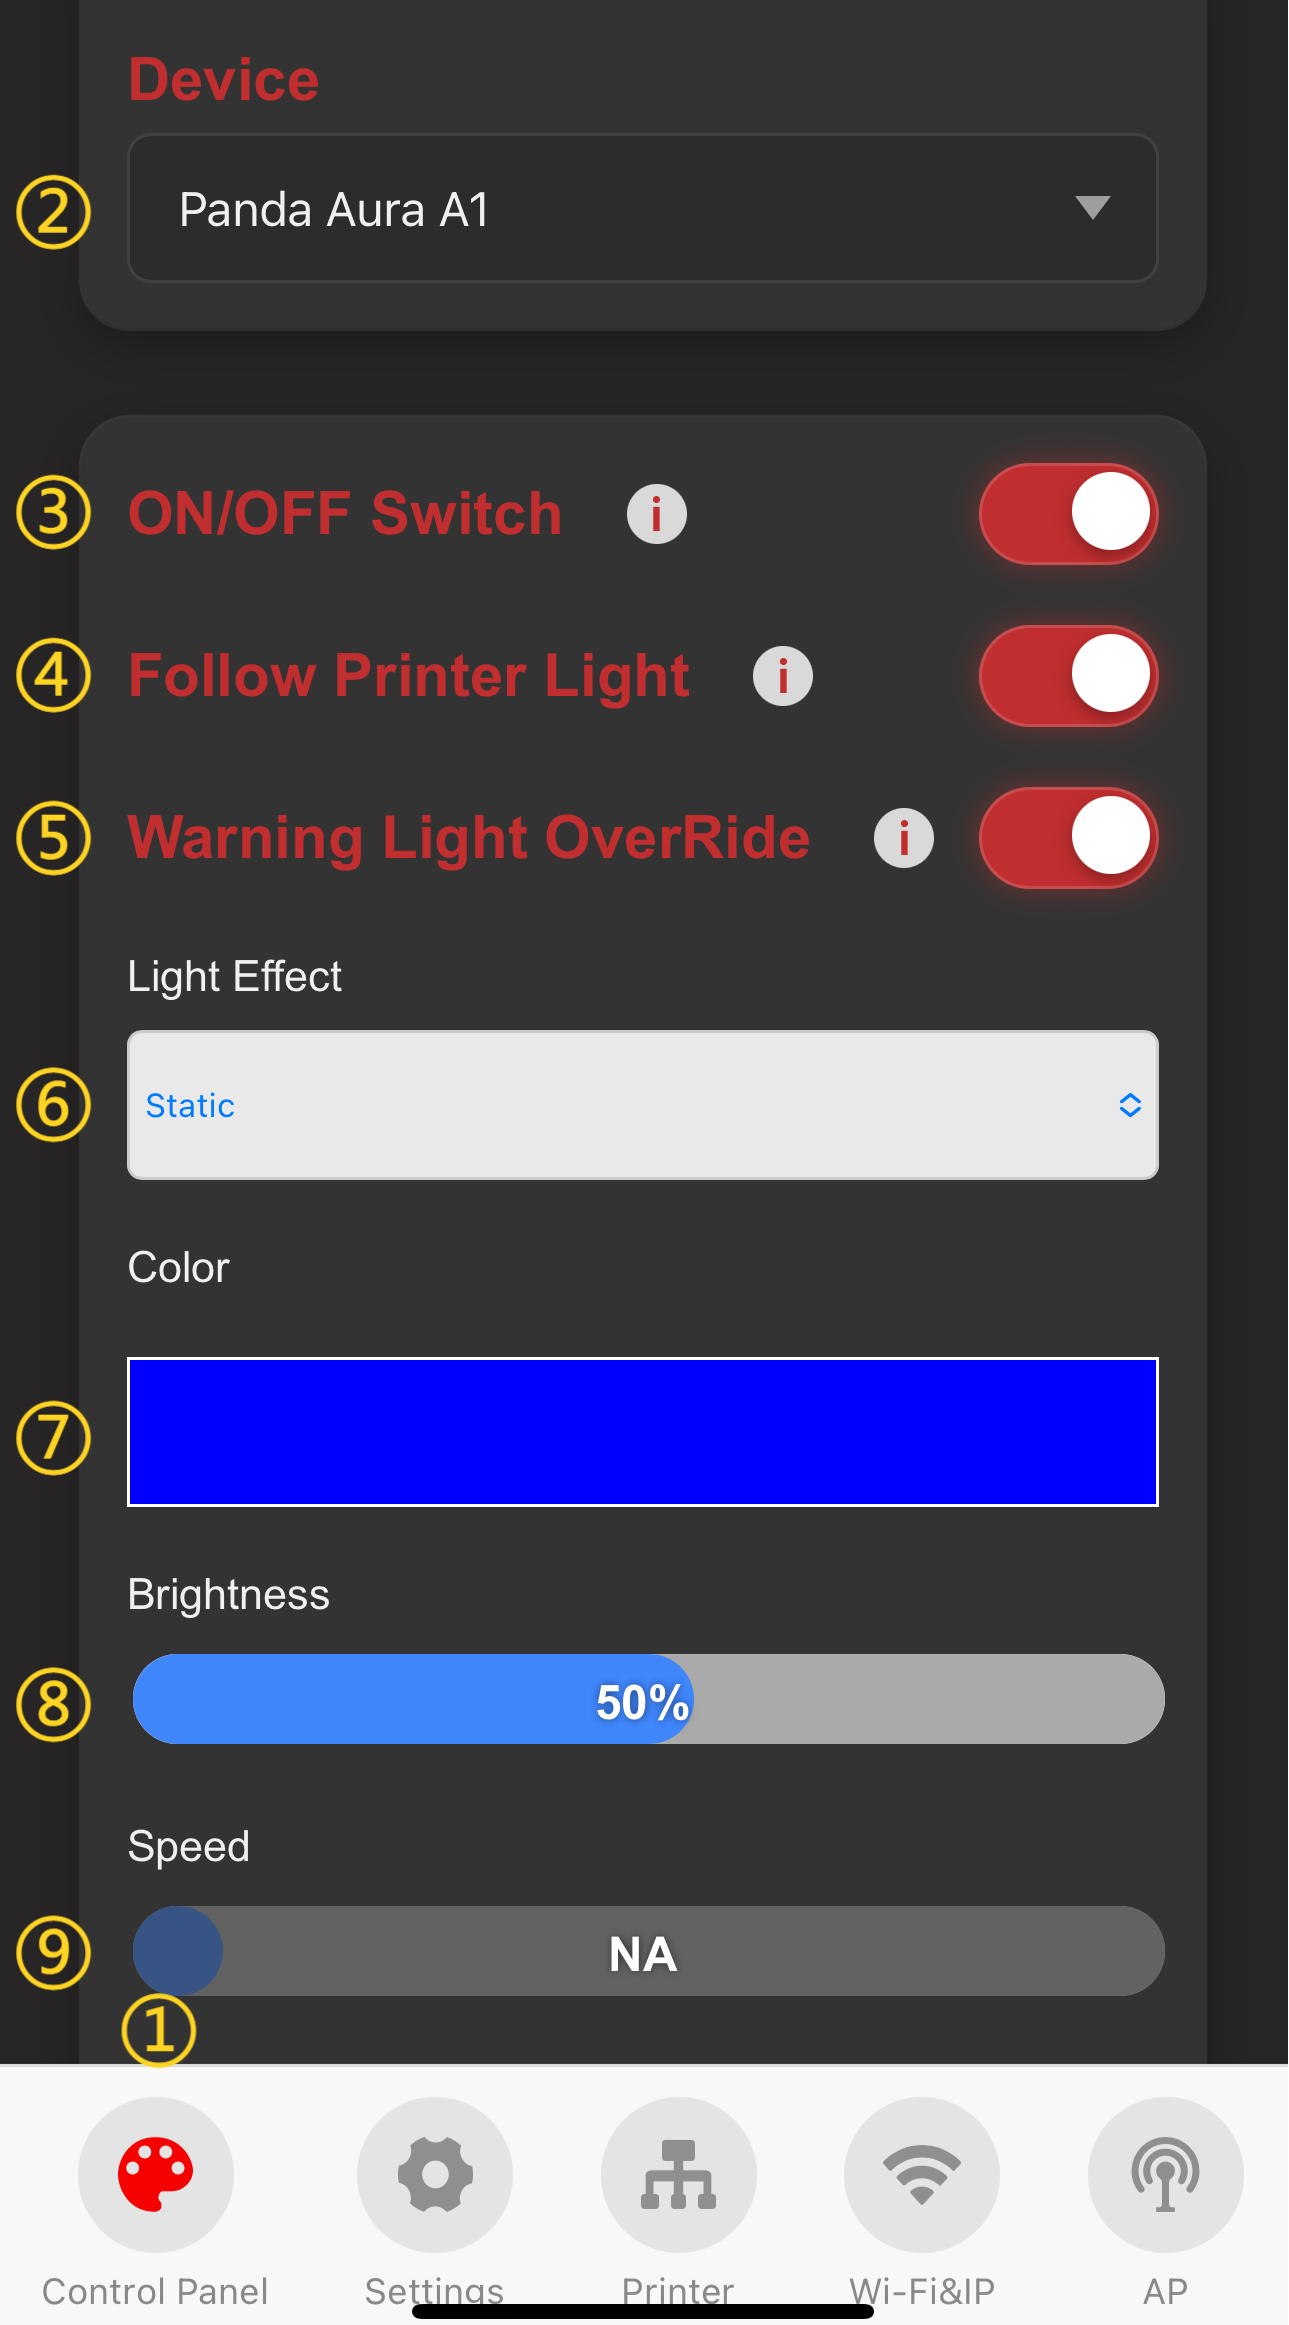 Device
② Panda Aura A1
③ ON/OFF Switch i
④ Follow Printer Light i
⑤ Warning Light OverRide i
Light Effect
⑥ Static
Color
⑦
Brightness
⑧ 50%
Speed
⑨ NA
①
Control Panel Settings Printer Wi-Fi&IP AP